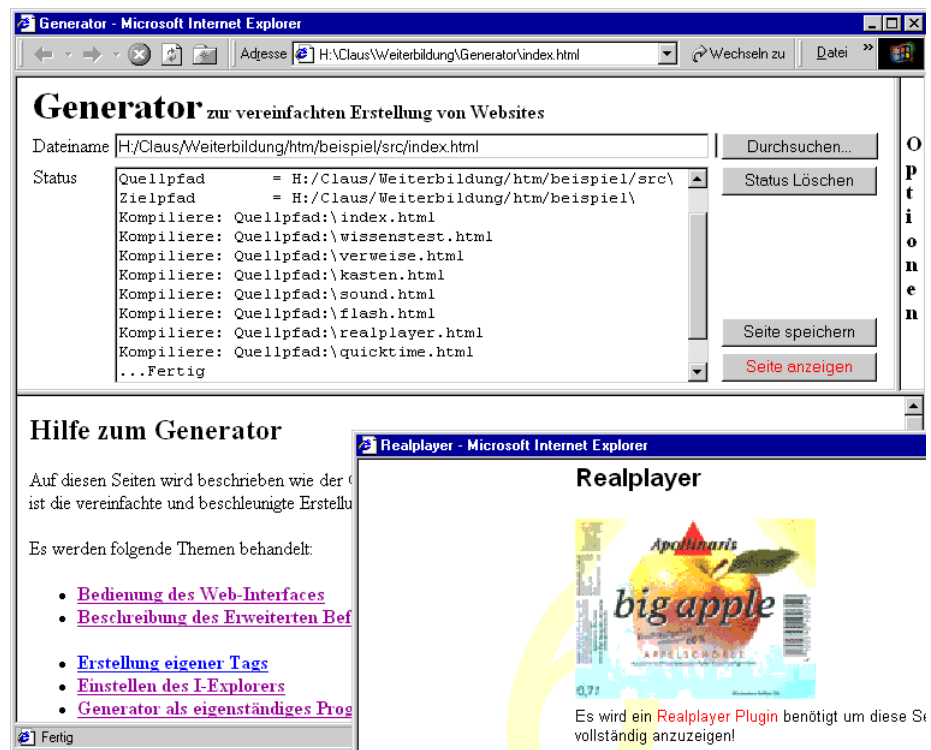 Generator - Microsoft Internet Explorer
Adresse H:\Claus\Weiterbildung\Generator\index.html Wechseln zu Datei »
Generator zur vereinfachten Erstellung von Websites
Dateiname H:/Claus/Weiterbildung/htm/beispiel/src/index.html Durchsuchen...
Status
Quellpfad = H:/Claus/Weiterbildung/htm/beispiel/src\
Zielpfad = H:/Claus/Weiterbildung/htm/beispiel\
Kompiliere: Quellpfad:\index.html
Kompiliere: Quellpfad:\wissenstest.html
Kompiliere: Quellpfad:\verweise.html
Kompiliere: Quellpfad:\kasten.html
Kompiliere: Quellpfad:\sound.html
Kompiliere: Quellpfad:\flash.html
Kompiliere: Quellpfad:\realplayer.html
Kompiliere: Quellpfad:\quicktime.html
...Fertig
Status Löschen
Seite speichern
Seite anzeigen
Optionen
Hilfe zum Generator
Auf diesen Seiten wird beschrieben wie der
ist die vereinfachte und beschleunigte Erstellu
Es werden folgende Themen behandelt:
Bedienung des Web-Interfaces
Beschreibung des Erweiterten Bef
Erstellung eigener Tags
Einstellen des I-Explorers
Generator als eigenständiges Prog
Fertig
Realplayer - Microsoft Internet Explorer
Realplayer
Apollinaris
big apple
APPELSCHORLE
0,7l
Es wird ein Realplayer Plugin benötigt um diese Se
vollständig anzuzeigen!